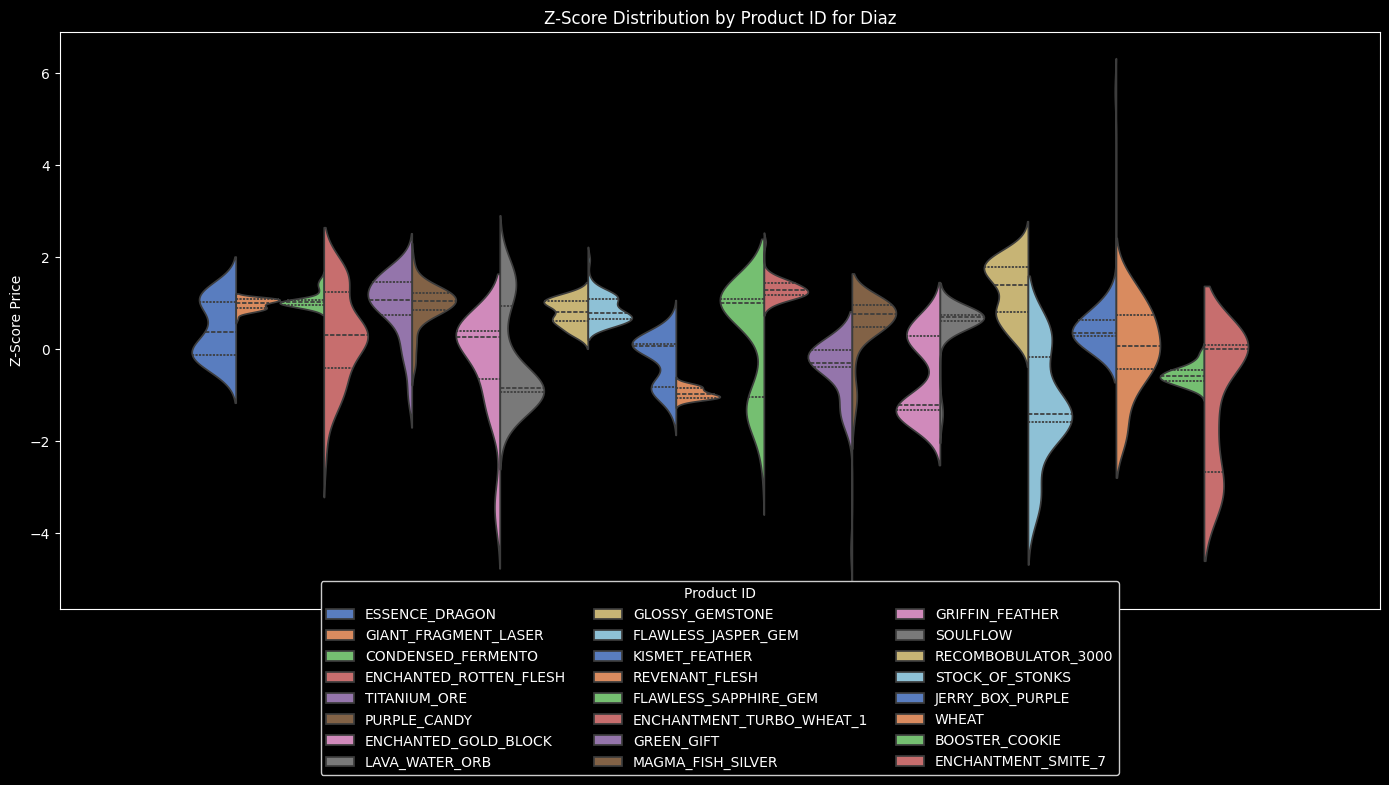 Z-Score Distribution by Product ID for Diaz
6
4
2
0
−2
−4
Z-Score Price
Product ID
ESSENCE_DRAGON
GIANT_FRAGMENT_LASER
CONDENSED_FERMENTO
ENCHANTED_ROTTEN_FLESH
TITANIUM_ORE
PURPLE_CANDY
ENCHANTED_GOLD_BLOCK
LAVA_WATER_ORB
GLOSSY_GEMSTONE
FLAWLESS_JASPER_GEM
KISMET_FEATHER
REVENANT_FLESH
FLAWLESS_SAPPHIRE_GEM
ENCHANTMENT_TURBO_WHEAT_1
GREEN_GIFT
MAGMA_FISH_SILVER
GRIFFIN_FEATHER
SOULFLOW
RECOMBOBULATOR_3000
STOCK_OF_STONKS
JERRY_BOX_PURPLE
WHEAT
BOOSTER_COOKIE
ENCHANTMENT_SMITE_7